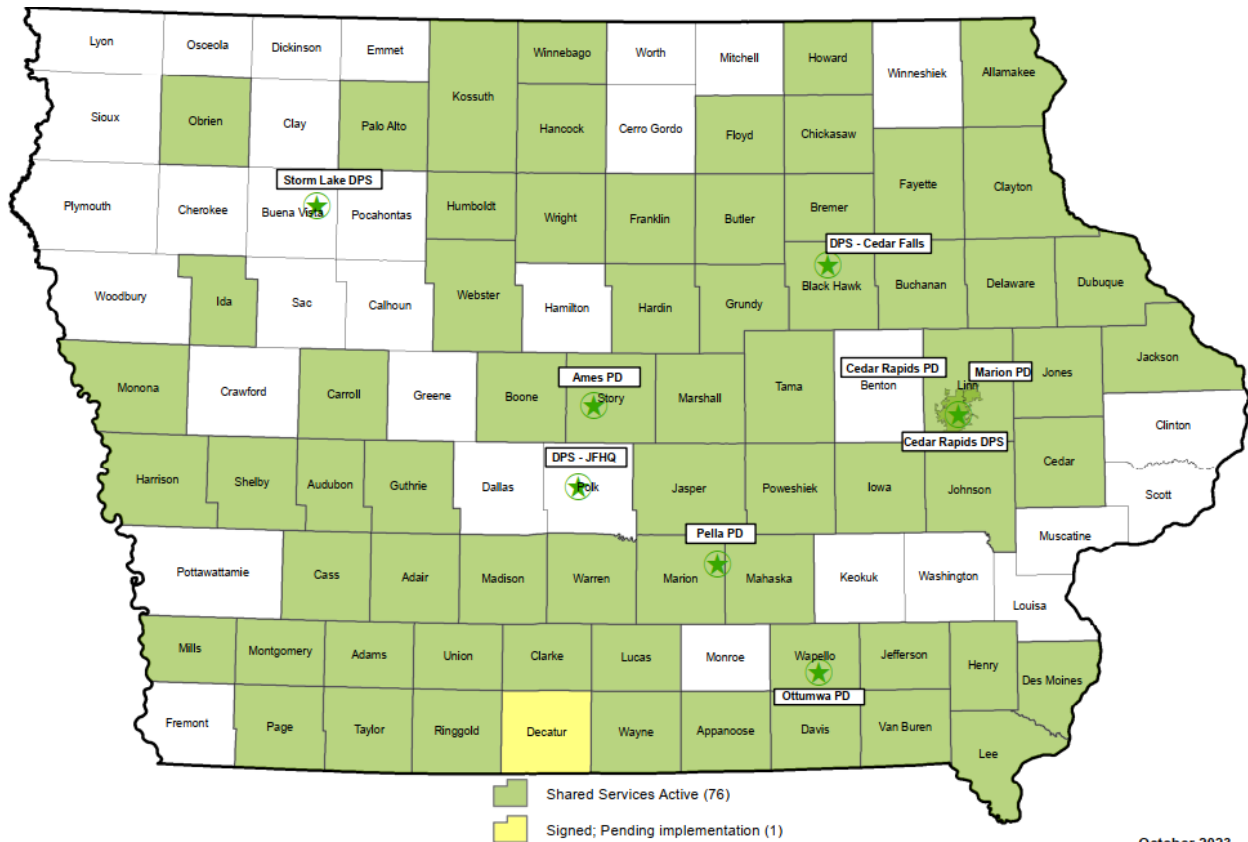 Lyon
Osceola
Dickinson
Emmet
Kossuth
Winnebago
Worth
Mitchell
Howard
Winneshiek
Allamakee
Sioux
Obrien
Clay
Palo Alto
Hancock
Cerro Gordo
Floyd
Chickasaw
Storm Lake DPS
Plymouth
Cherokee
Buena Vista
Pocahontas
Humboldt
Wright
Franklin
Butler
Bremer
Fayette
Clayton
DPS - Cedar Falls
Woodbury
Ida
Sac
Calhoun
Webster
Hamilton
Hardin
Grundy
Black Hawk
Buchanan
Delaware
Dubuque
Monona
Crawford
Carroll
Greene
Boone
Ames PD
Story
Marshall
Tama
Cedar Rapids PD
Benton
Marion PD
Linn
Jones
Jackson
Cedar Rapids DPS
Clinton
Harrison
Shelby
Audubon
Guthrie
Dallas
DPS - JFHQ
Polk
Jasper
Poweshiek
Iowa
Johnson
Cedar
Scott
Muscatine
Pella PD
Pottawattamie
Cass
Adair
Madison
Warren
Marion
Mahaska
Keokuk
Washington
Louisa
Mills
Montgomery
Adams
Union
Clarke
Lucas
Monroe
Wapello
Jefferson
Henry
Des Moines
Ottumwa PD
Fremont
Page
Taylor
Ringgold
Decatur
Wayne
Appanoose
Davis
Van Buren
Lee
Shared Services Active (76)
Signed; Pending implementation (1)
October 2023